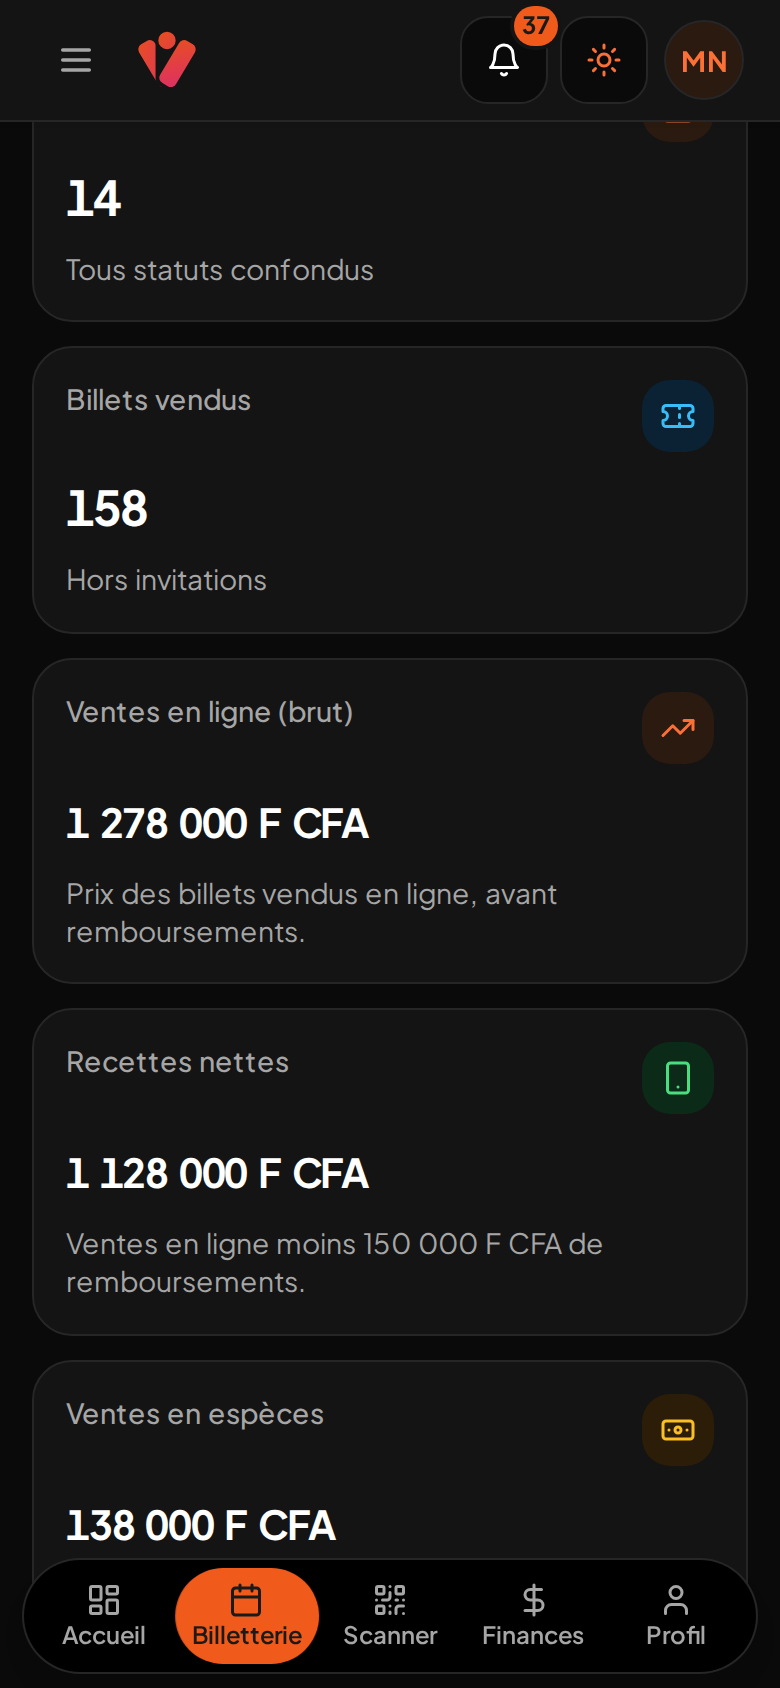 37
MN
14
Tous statuts confondus
Billets vendus
158
Hors invitations
Ventes en ligne (brut)
1 278 000 F CFA
Prix des billets vendus en ligne, avant
remboursements.
Recettes nettes
1 128 000 F CFA
Ventes en ligne moins 150 000 F CFA de
remboursements.
Ventes en espèces
138 000 F CFA
Accueil
Billetterie
Scanner
Finances
Profil